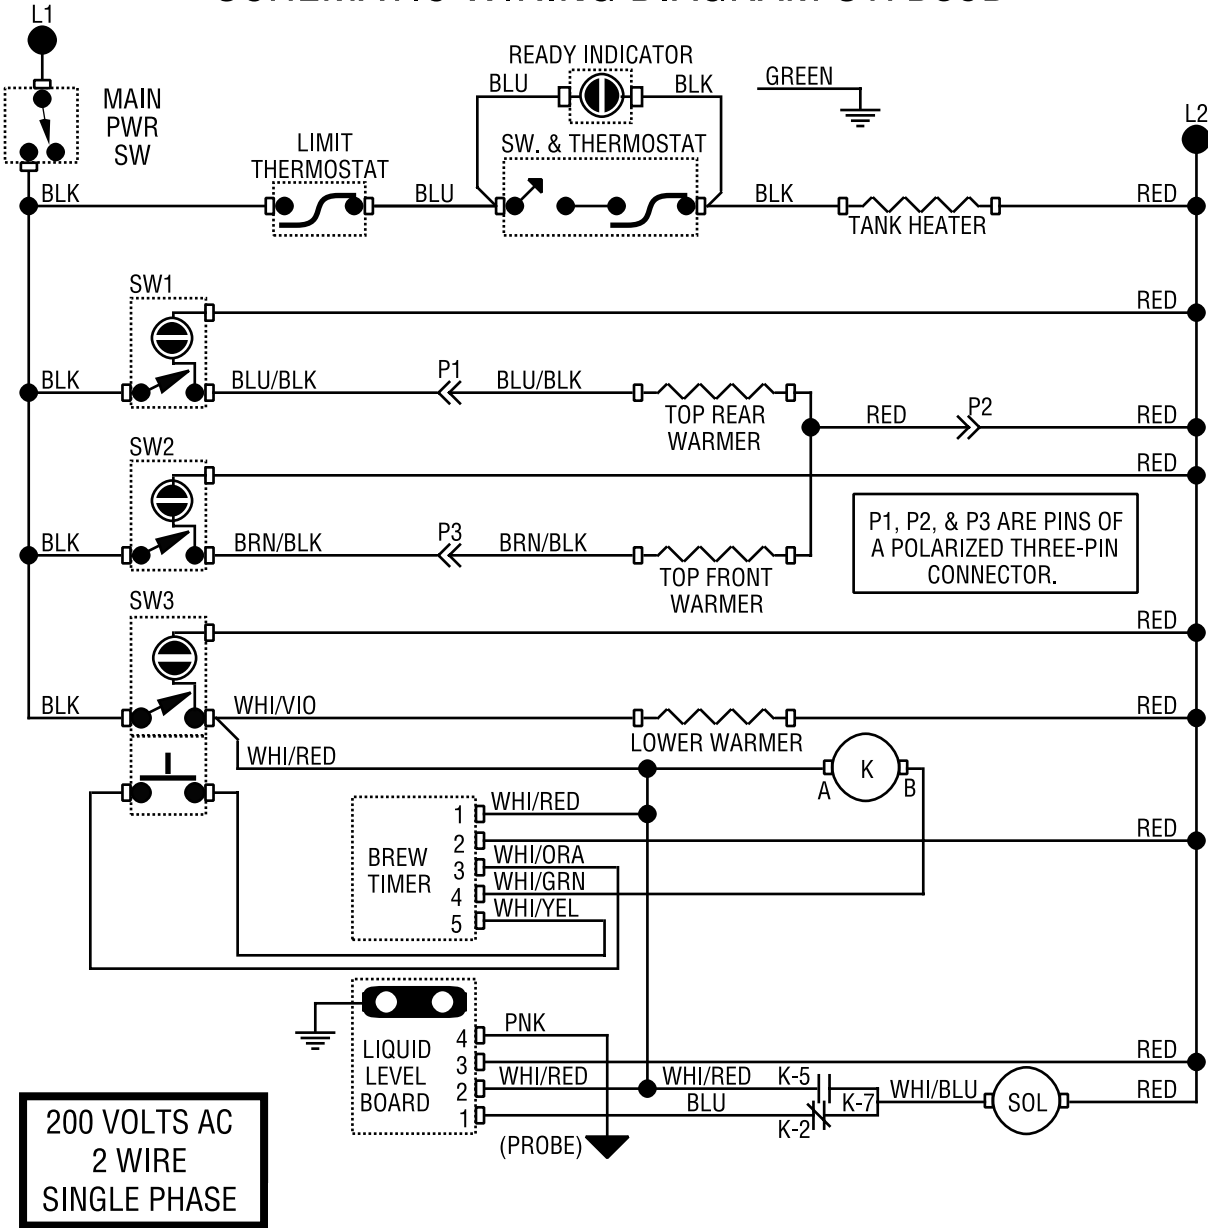 L1
READY INDICATOR
BLU
BLK
GREEN
MAIN
PWR
SW
L2
LIMIT
THERMOSTAT
SW. & THERMOSTAT
BLK
BLU
BLK
RED
TANK HEATER
SW1
RED
BLK
BLU/BLK
P1
BLU/BLK
TOP REAR
WARMER
RED
P2
RED
SW2
RED
BLK
BRN/BLK
P3
BRN/BLK
TOP FRONT
WARMER
P1, P2, & P3 ARE PINS OF
A POLARIZED THREE-PIN
CONNECTOR.
SW3
RED
BLK
WHI/VIO
RED
LOWER WARMER
WHI/RED
K
A
B
BREW
TIMER
1
WHI/RED
2
RED
3
WHI/ORA
4
WHI/GRN
5
WHI/YEL
LIQUID
LEVEL
BOARD
4
PNK
3
RED
2
WHI/RED
WHI/RED
K-5
1
BLU
K-7
K-2
WHI/BLU
SOL
RED
(PROBE)
200 VOLTS AC
2 WIRE
SINGLE PHASE